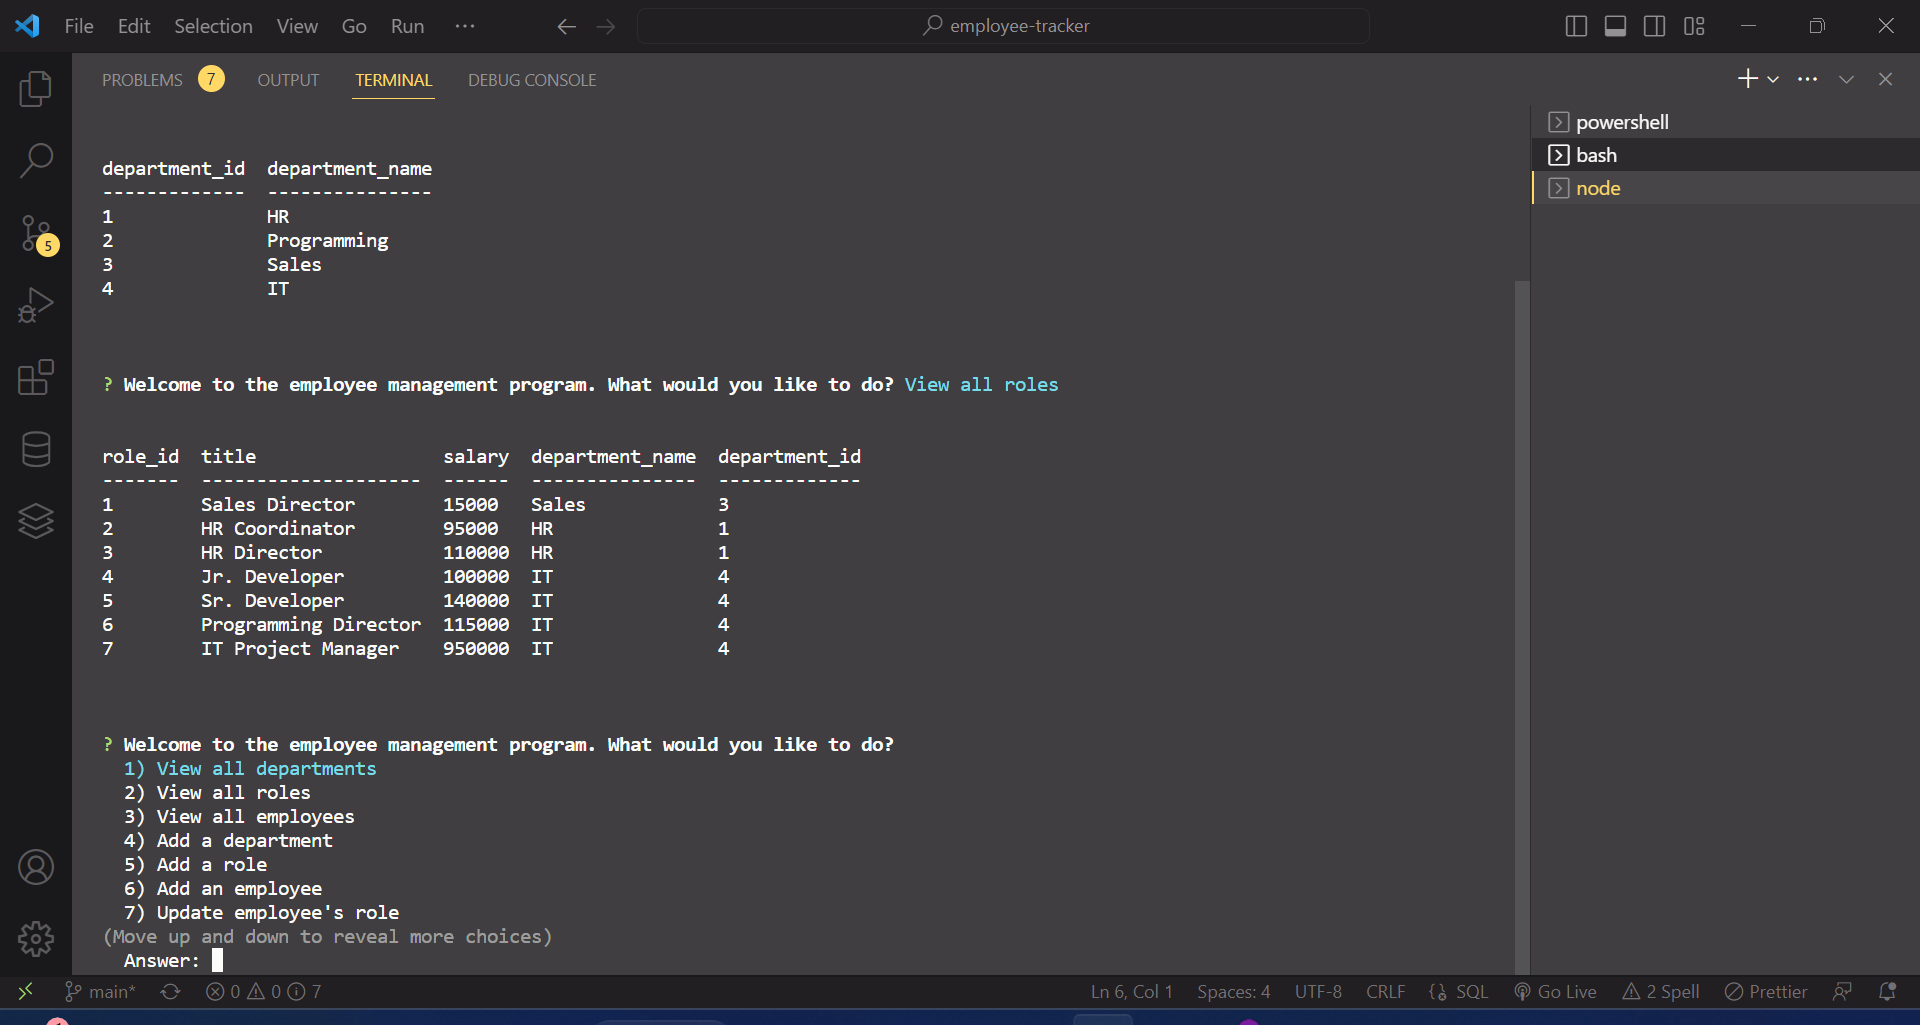 File Edit Selection View Go Run ··· employee-tracker
PROBLEMS 7 OUTPUT TERMINAL DEBUG CONSOLE
powershell
bash
node
5
department_id  department_name
-------------  ---------------
1              HR
2              Programming
3              Sales
4              IT
? Welcome to the employee management program. What would you like to do? View all roles
role_id  title                 salary  department_name  department_id
-------  --------------------  ------  ---------------  -------------
1        Sales Director        15000   Sales            3
2        HR Coordinator        95000   HR               1
3        HR Director           110000  HR               1
4        Jr. Developer         100000  IT               4
5        Sr. Developer         140000  IT               4
6        Programming Director  115000  IT               4
7        IT Project Manager    950000  IT               4
? Welcome to the employee management program. What would you like to do?
1) View all departments
2) View all roles
3) View all employees
4) Add a department
5) Add a role
6) Add an employee
7) Update employee's role
(Move up and down to reveal more choices)
Answer:
main* 0 0 7 Ln 6, Col 1 Spaces: 4 UTF-8 CRLF SQL Go Live 2 Spell Prettier